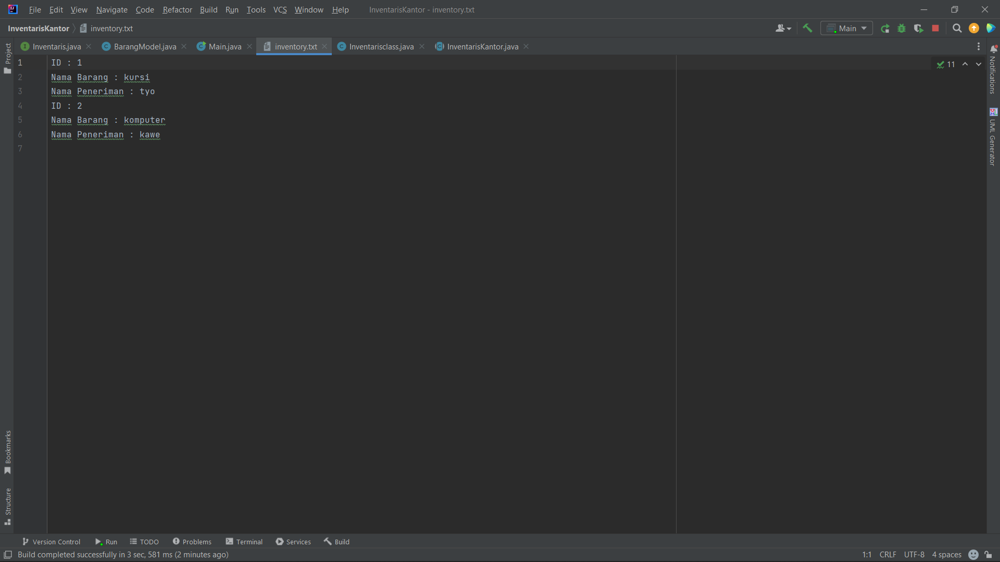 File Edit View Navigate Code Refactor Build Run Tools VCS Window Help InventarisKantor - inventory.txt
InventarisKantor inventory.txt Main
Project
Inventaris.java BarangModel.java Main.java inventory.txt Inventarisclass.java InventarisKantor.java
1 ID : 1
2 Nama Barang : kursi
3 Nama Peneriman : tyo
4 ID : 2
5 Nama Barang : komputer
6 Nama Peneriman : kawe
7
11
Notifications
UML Generator
Bookmarks
Structure
Version Control Run TODO Problems Terminal Services Build
Build completed successfully in 3 sec, 581 ms (2 minutes ago) 1:1 CRLF UTF-8 4 spaces